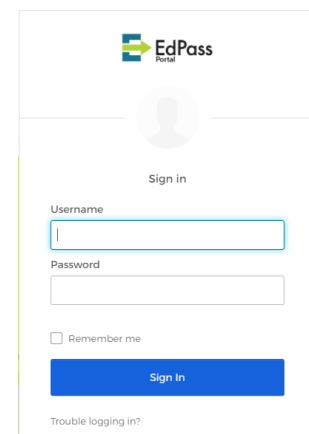 EdPass
Portal
Sign in
Username
Password
Remember me
Sign In
Trouble logging in?